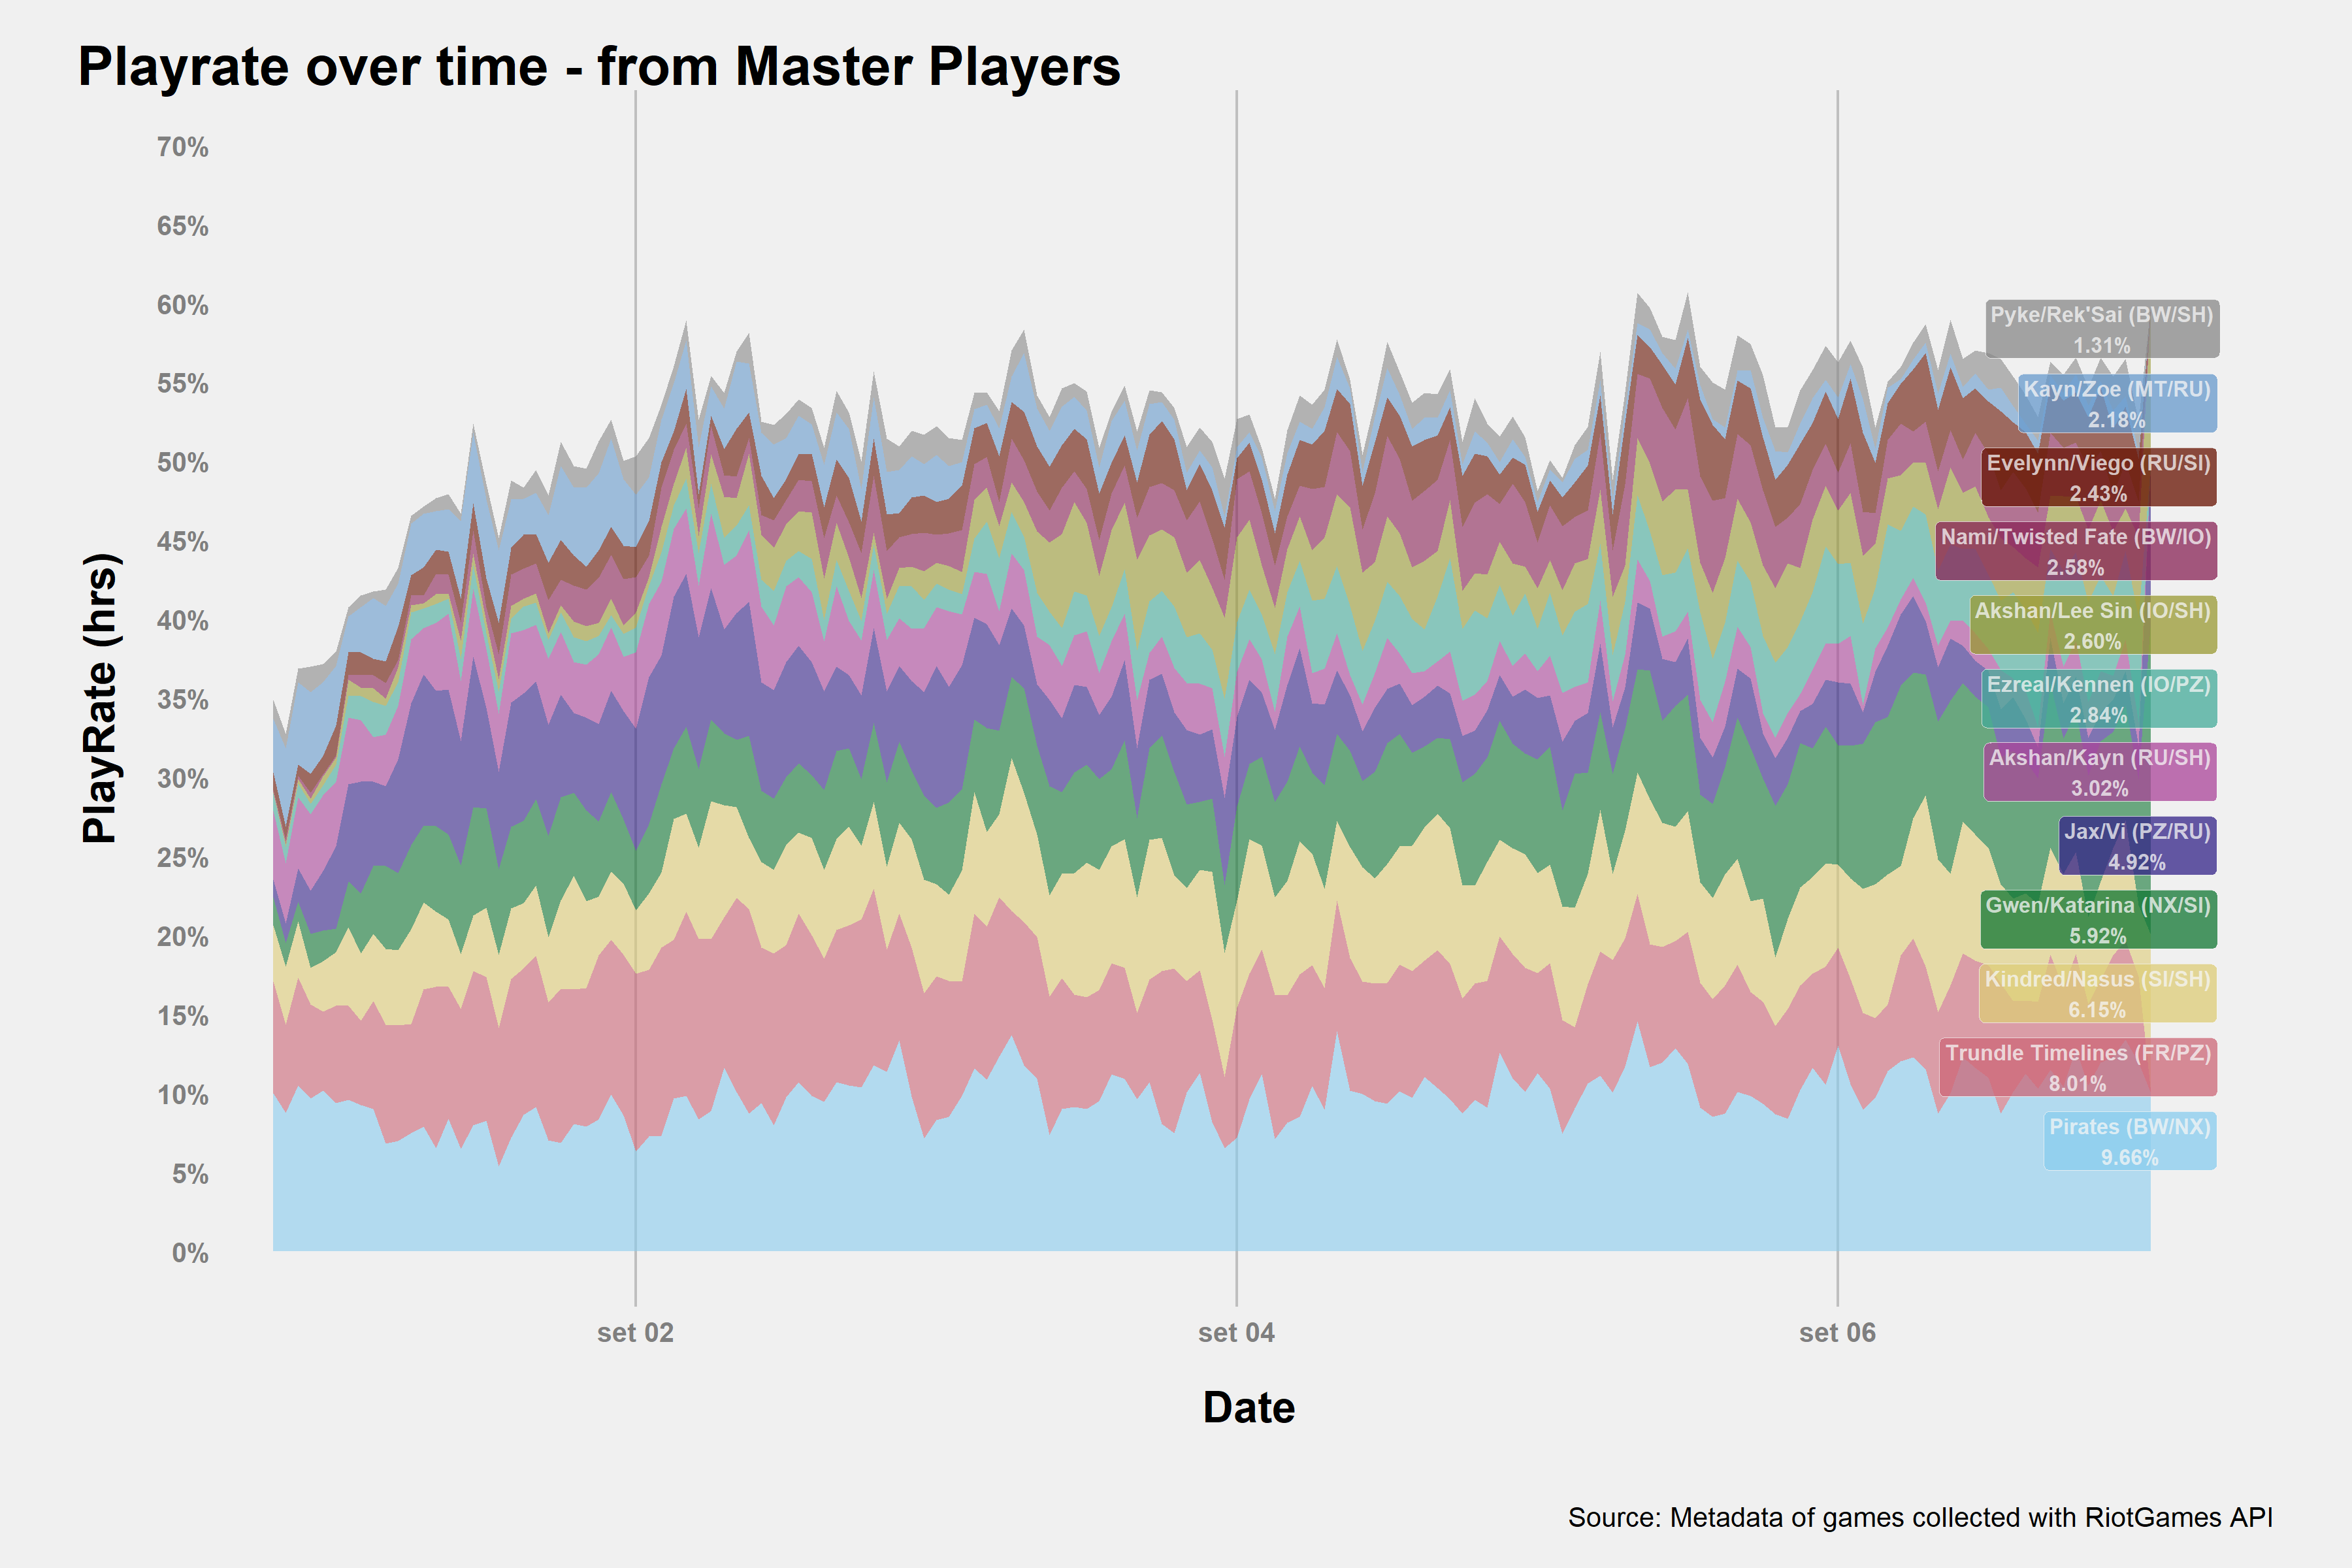 Playrate over time - from Master Players
70%
65%
60%
55%
50%
45%
40%
35%
30%
25%
20%
15%
10%
5%
0%
PlayRate (hrs)
Pyke/Rek'Sai (BW/SH)
1.31%
Kayn/Zoe (MT/RU)
2.18%
Evelynn/Viego (RU/SI)
2.43%
Nami/Twisted Fate (BW/IO)
2.58%
Akshan/Lee Sin (IO/SH)
2.60%
Ezreal/Kennen (IO/PZ)
2.84%
Akshan/Kayn (RU/SH)
3.02%
Jax/Vi (PZ/RU)
4.92%
Gwen/Katarina (NX/SI)
5.92%
Kindred/Nasus (SI/SH)
6.15%
Trundle Timelines (FR/PZ)
8.01%
Pirates (BW/NX)
9.66%
set 02
set 04
set 06
Date
Source: Metadata of games collected with RiotGames API